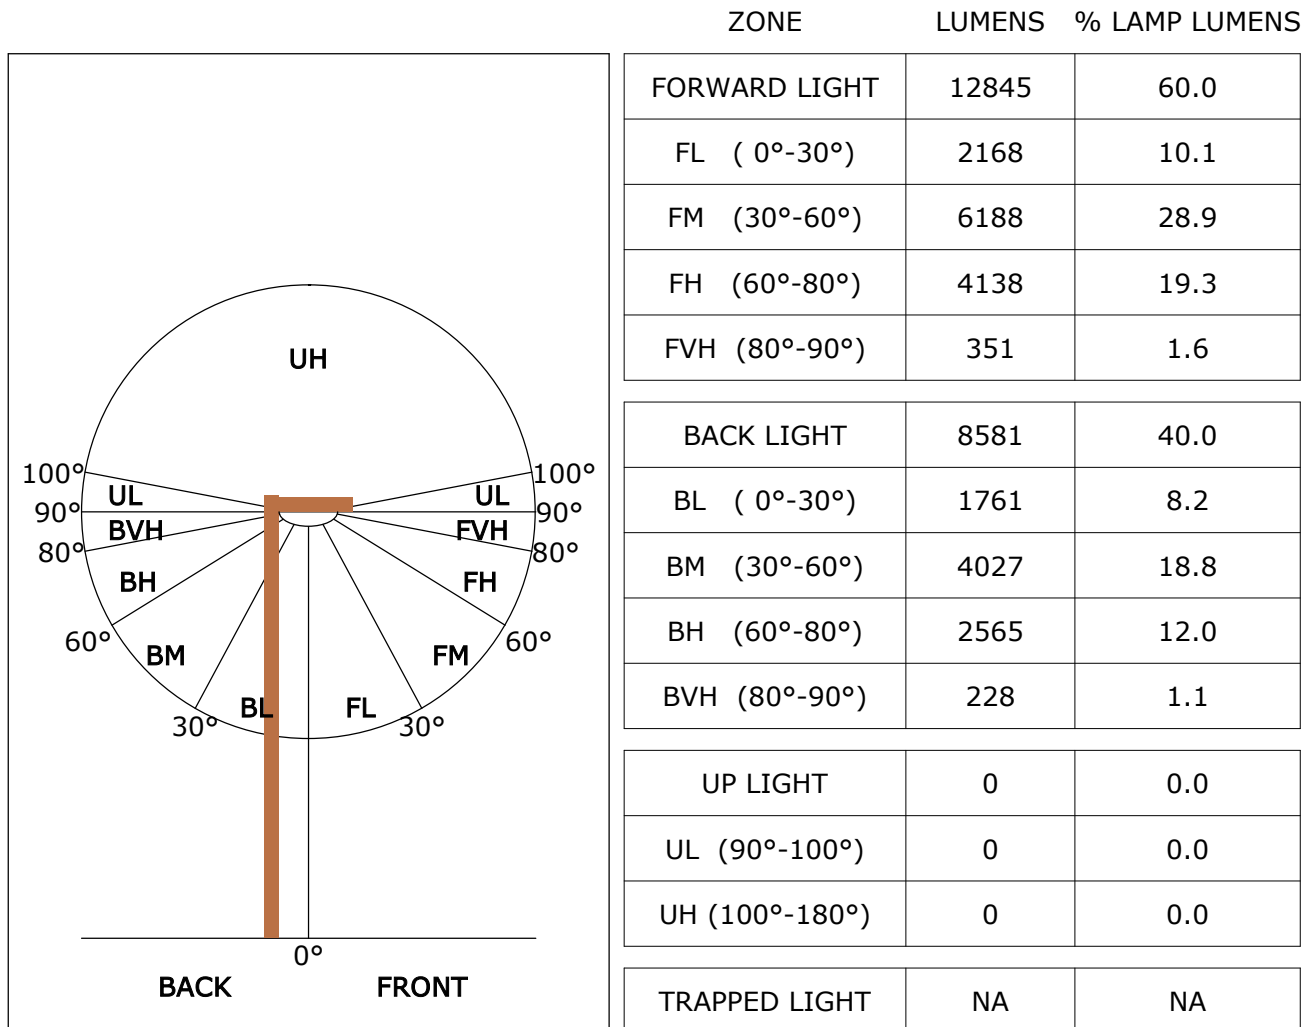 ZONE LUMENS % LAMP LUMENS
FORWARD LIGHT 12845 60.0
FL ( 0°-30°) 2168 10.1
FM (30°-60°) 6188 28.9
FH (60°-80°) 4138 19.3
FVH (80°-90°) 351 1.6
BACK LIGHT 8581 40.0
BL ( 0°-30°) 1761 8.2
BM (30°-60°) 4027 18.8
BH (60°-80°) 2565 12.0
BVH (80°-90°) 228 1.1
UP LIGHT 0 0.0
UL (90°-100°) 0 0.0
UH (100°-180°) 0 0.0
TRAPPED LIGHT NA NA
UH
100° 100°
UL UL
90° 90°
BVH FVH
80° 80°
BH FH
60° 60°
BM FM
BL FL
30° 30°
0°
BACK FRONT